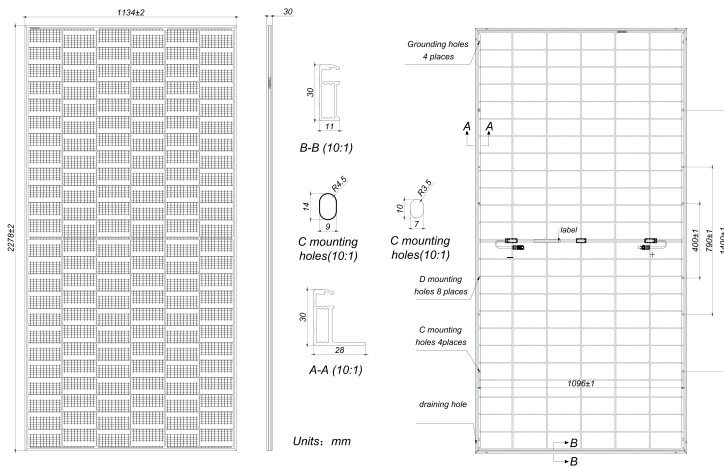 1134±2
30
2278±2
30
11
B-B (10:1)
R4.5
14
9
C mounting
holes(10:1)
R3.5
10
7
C mounting
holes(10:1)
30
28
A-A (10:1)
Units: mm
Grounding holes
4 places
A A
label
− +
D mounting
holes 8 places
C mounting
holes 4places
draining hole
1096±1
400±1
790±1
1400±1
B
B